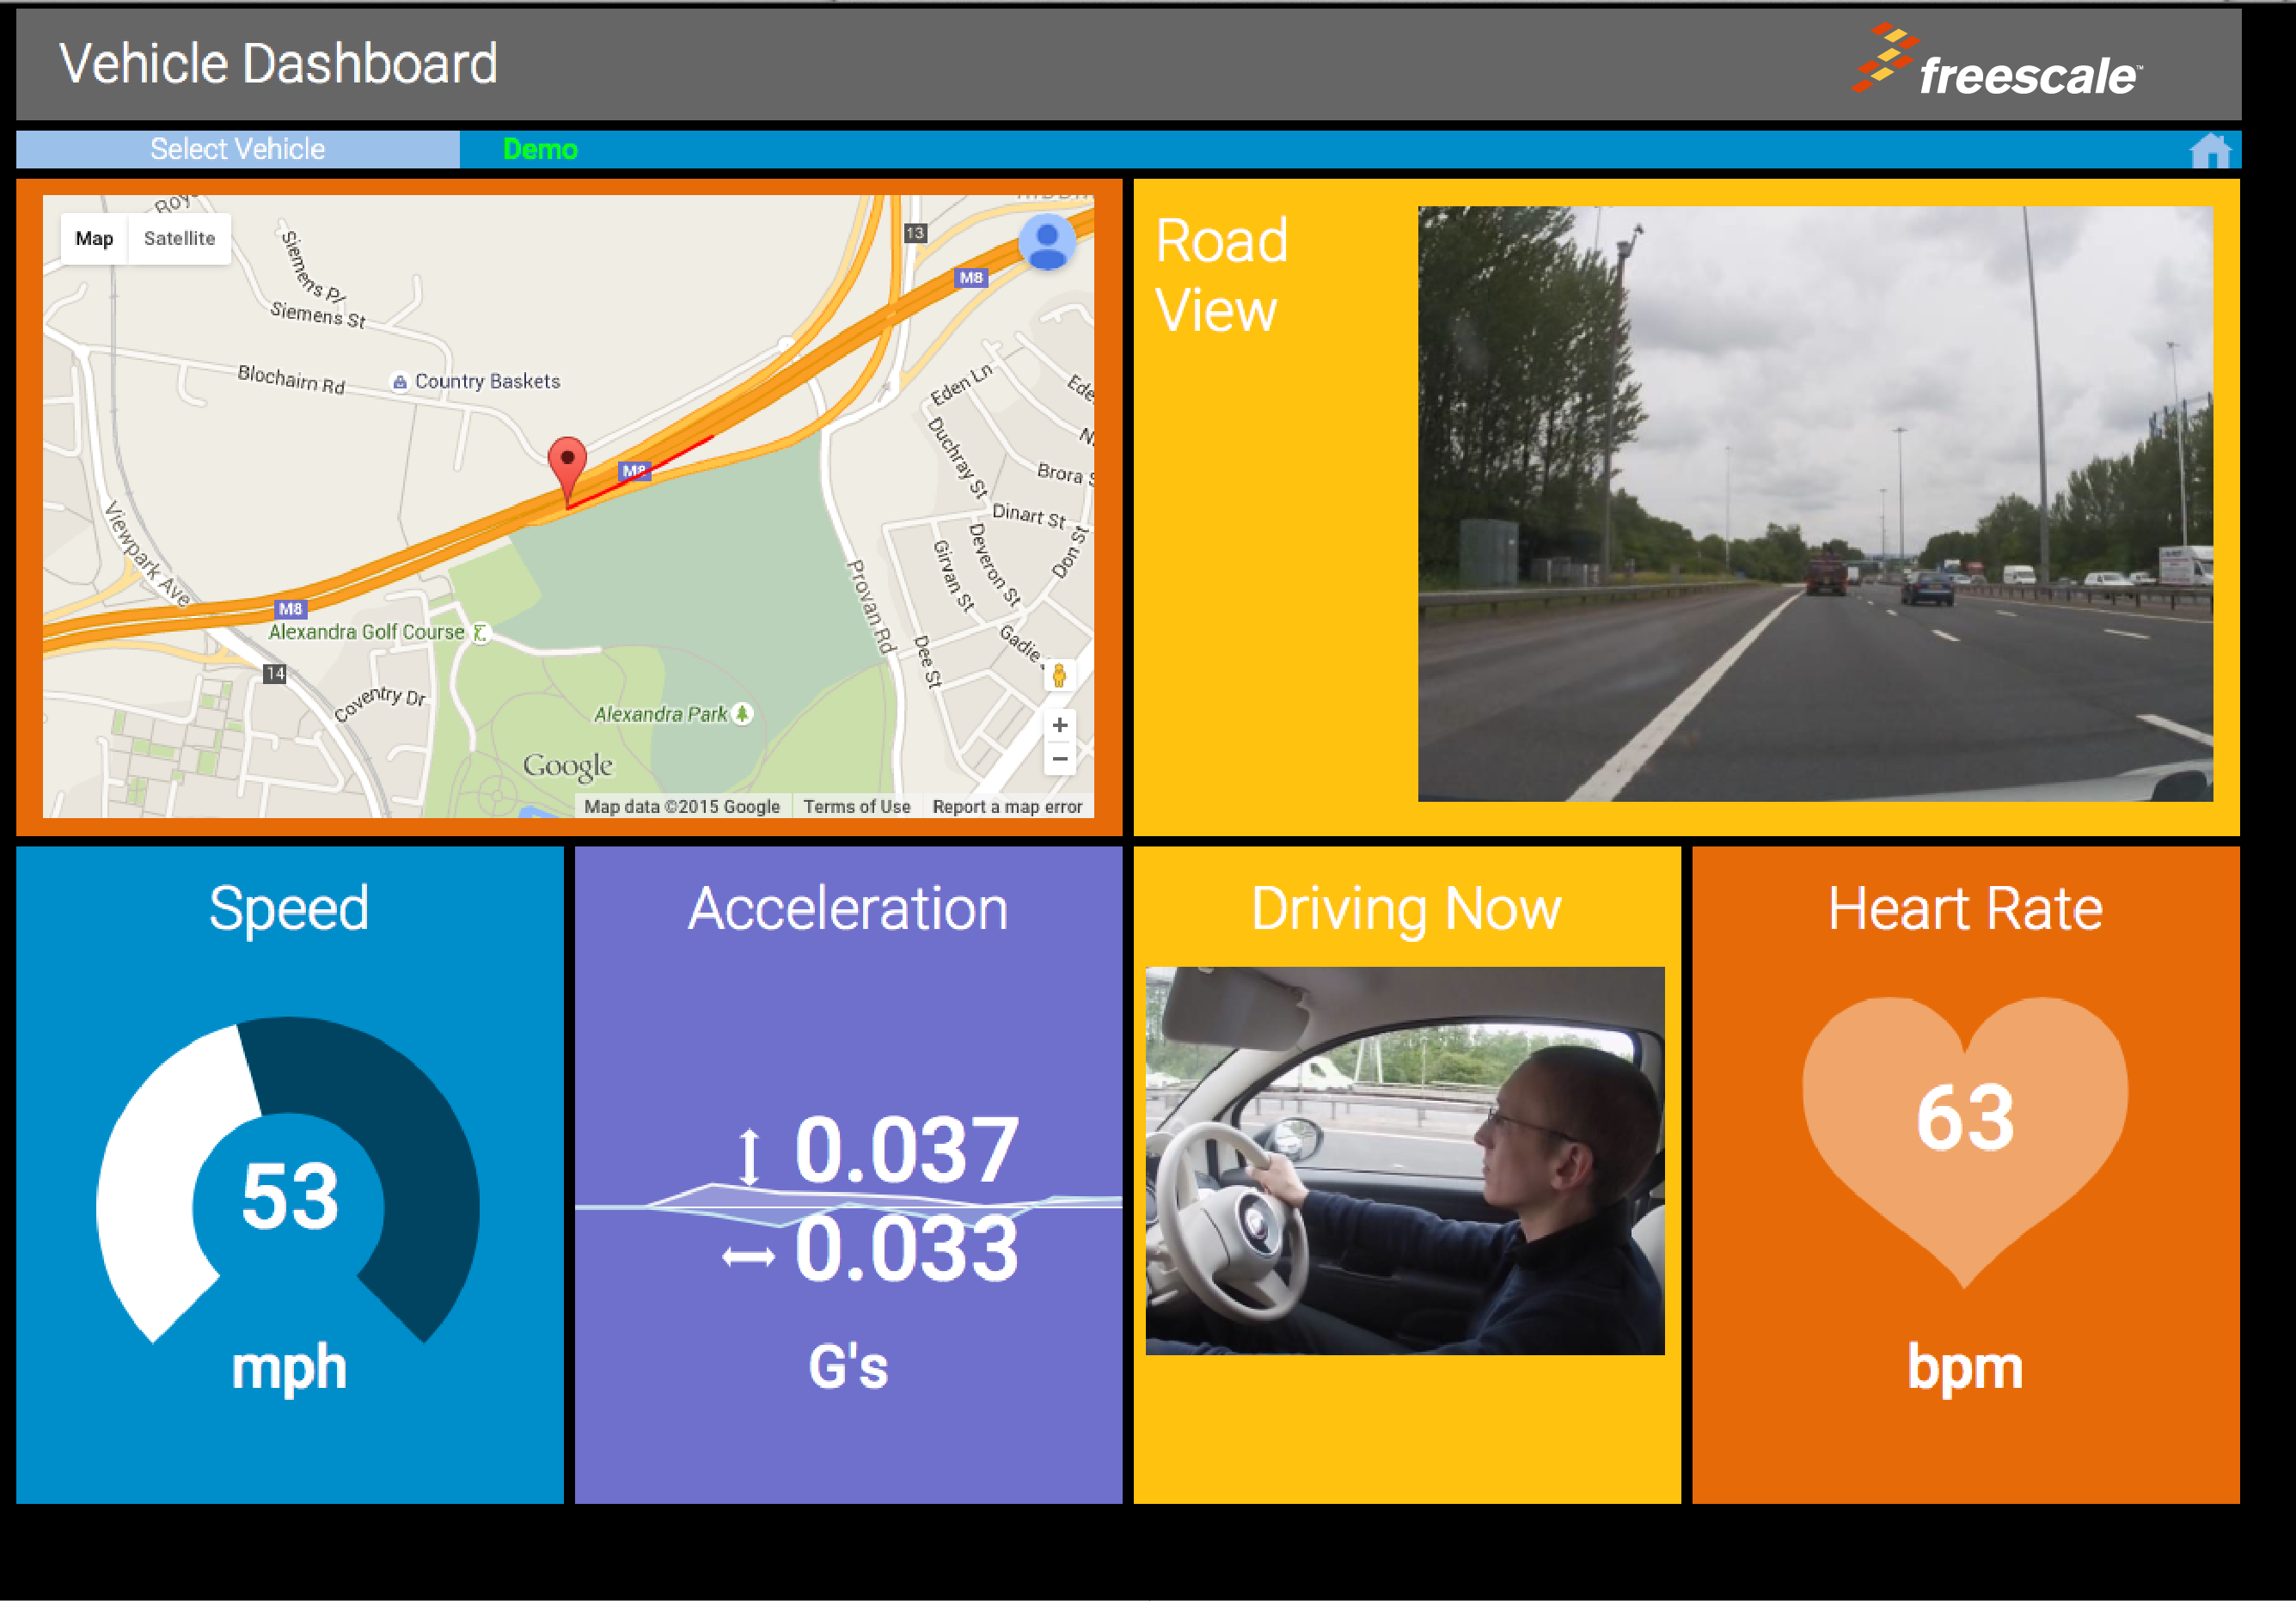 Vehicle Dashboard
freescale™
Select Vehicle
Demo
Map
Satellite
Siemens Pl
Siemens St
Blochairn Rd
Country Baskets
13
M8
Eden Ln
Duchray St
Brora
Dinart St
Deveron St
Girvan St
Don St
Gadie
Dee St
Provan Rd
M8
Viewpark Ave
M8
Alexandra Golf Course
14
Coventry Dr
Alexandra Park
Google
+
−
Map data ©2015 Google
Terms of Use
Report a map error
Road
View
Speed
53
mph
Acceleration
0.037
0.033
G's
Driving Now
Heart Rate
63
bpm